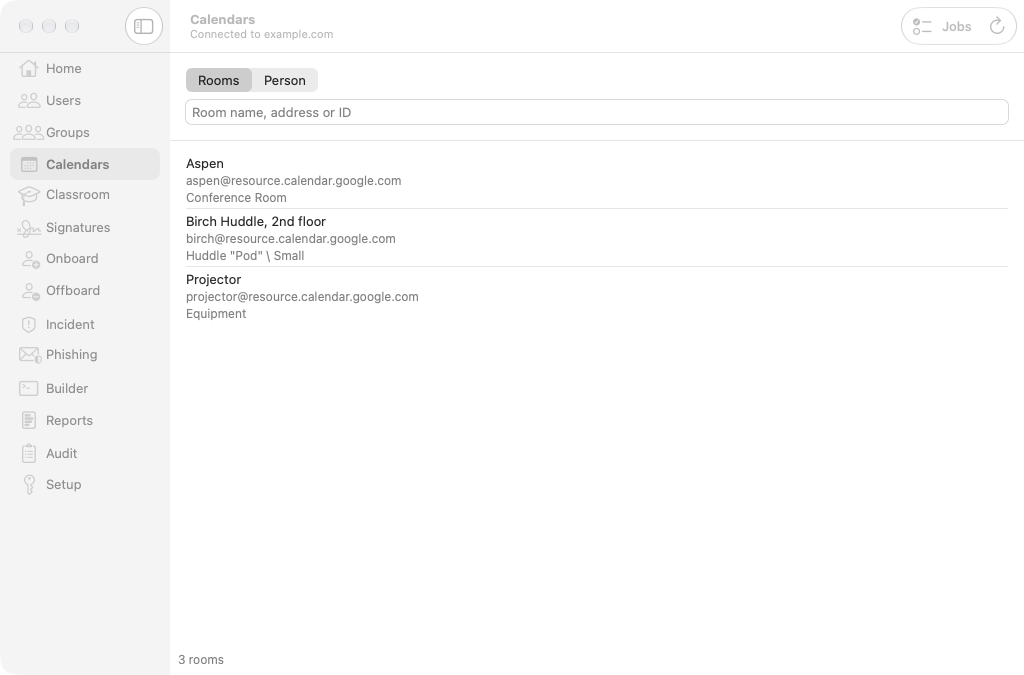 Calendars
Connected to example.com
Jobs
Home
Users
Groups
Calendars
Classroom
Signatures
Onboard
Offboard
Incident
Phishing
Builder
Reports
Audit
Setup
Rooms Person
Room name, address or ID
Aspen
aspen@resource.calendar.google.com
Conference Room
Birch Huddle, 2nd floor
birch@resource.calendar.google.com
Huddle "Pod" \ Small
Projector
projector@resource.calendar.google.com
Equipment
3 rooms